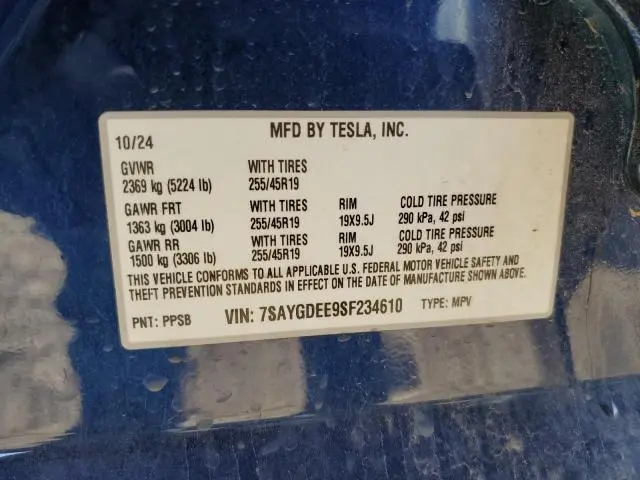 10/24 MFD BY TESLA, INC.
GVWR WITH TIRES
2369 kg (5224 lb) 255/45R19
GAWR FRT WITH TIRES RIM COLD TIRE PRESSURE
1363 kg (3004 lb) 255/45R19 19X9.5J 290 kPa, 42 psi
GAWR RR WITH TIRES RIM COLD TIRE PRESSURE
1500 kg (3306 lb) 255/45R19 19X9.5J 290 kPa, 42 psi
THIS VEHICLE CONFORMS TO ALL APPLICABLE U.S. FEDERAL MOTOR VEHICLE SAFETY AND
THEFT PREVENTION STANDARDS IN EFFECT ON THE DATE OF MANUFACTURE SHOWN ABOVE.
PNT: PPSB VIN: 7SAYGDEE9SF234610 TYPE: MPV